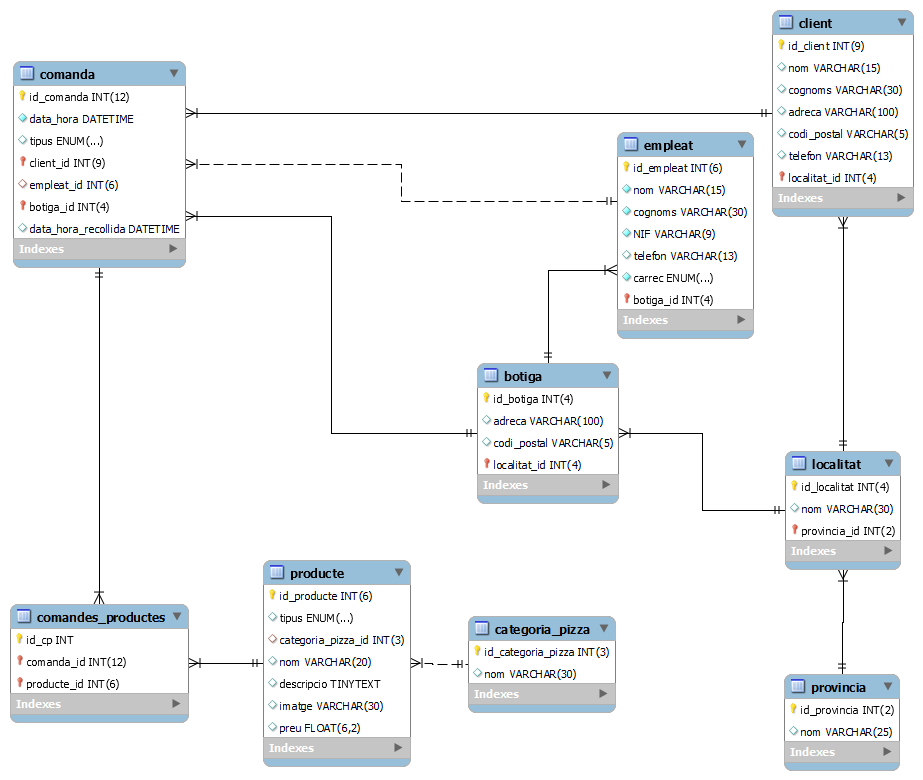 client
id_client INT(9)
nom VARCHAR(15)
cognoms VARCHAR(30)
adreca VARCHAR(100)
codi_postal VARCHAR(5)
telefon VARCHAR(13)
localitat_id INT(4)
Indexes
comanda
id_comanda INT(12)
data_hora DATETIME
tipus ENUM(...)
client_id INT(9)
empleat_id INT(6)
botiga_id INT(4)
data_hora_recollida DATETIME
Indexes
empleat
id_empleat INT(6)
nom VARCHAR(15)
cognoms VARCHAR(30)
NIF VARCHAR(9)
telefon VARCHAR(13)
carrec ENUM(...)
botiga_id INT(4)
Indexes
botiga
id_botiga INT(4)
adreca VARCHAR(100)
codi_postal VARCHAR(5)
localitat_id INT(4)
Indexes
localitat
id_localitat INT(4)
nom VARCHAR(30)
provincia_id INT(2)
Indexes
producte
id_producte INT(6)
tipus ENUM(...)
categoria_pizza_id INT(3)
nom VARCHAR(20)
descripcio TINYTEXT
imatge VARCHAR(30)
preu FLOAT(6,2)
Indexes
comandes_productes
id_cp INT
comanda_id INT(12)
producte_id INT(6)
Indexes
categoria_pizza
id_categoria_pizza INT(3)
nom VARCHAR(30)
Indexes
provincia
id_provincia INT(2)
nom VARCHAR(25)
Indexes